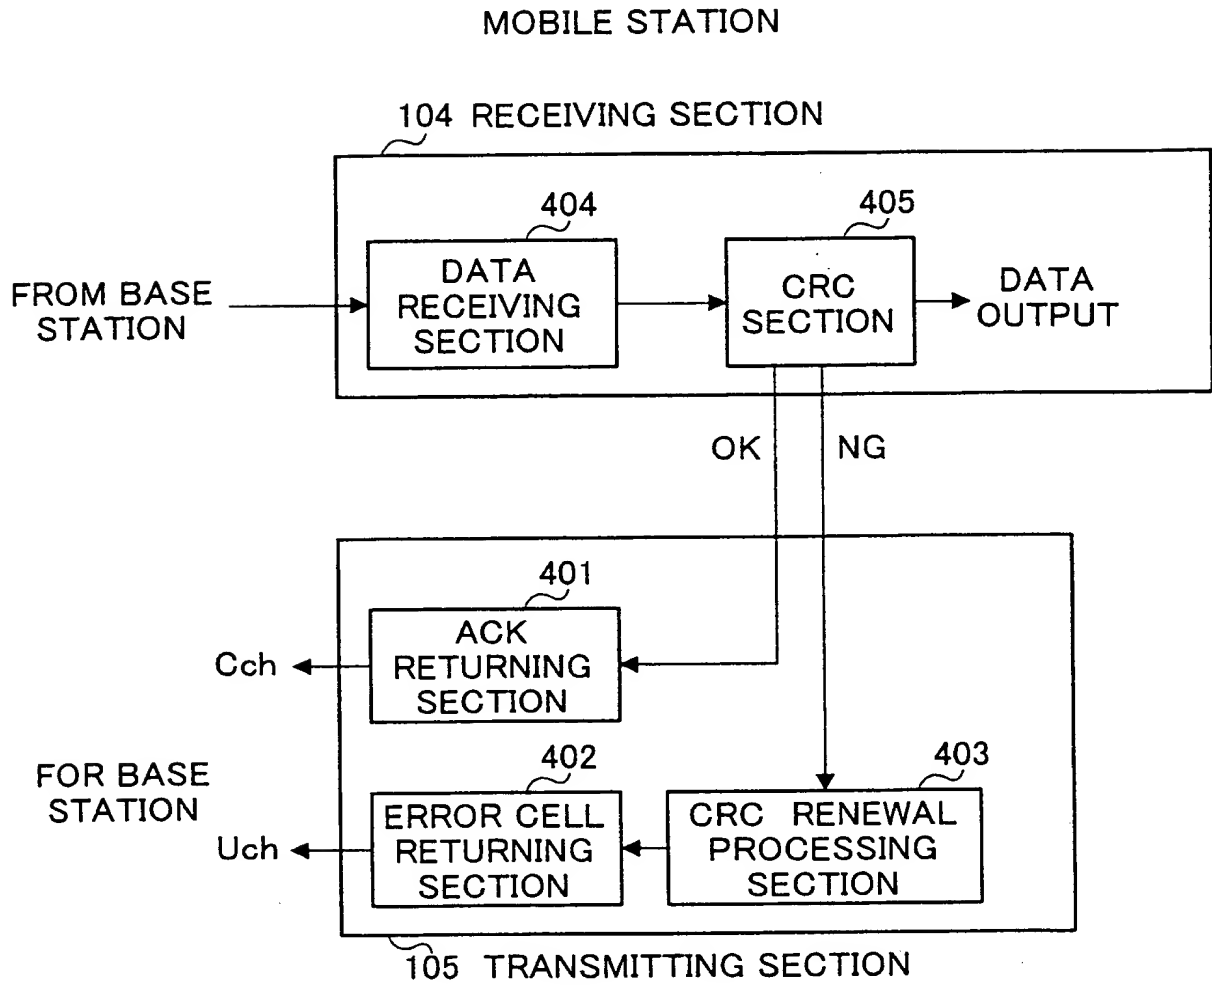 MOBILE STATION
104 RECEIVING SECTION
404
405
DATA
RECEIVING
SECTION
CRC
SECTION
DATA
OUTPUT
FROM BASE
STATION
OK
NG
401
ACK
RETURNING
SECTION
Cch
402
403
FOR BASE
STATION
ERROR CELL
RETURNING
SECTION
CRC RENEWAL
PROCESSING
SECTION
Uch
105 TRANSMITTING SECTION